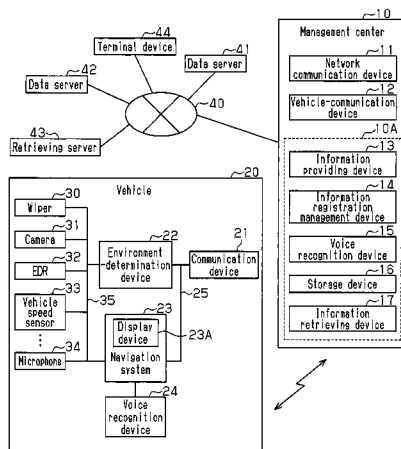 44
Terminal device
41
Data server
42
Data server
40
43
Retrieving server
10
Management center
11
Network
communication device
12
Vehicle-communication
device
10A
13
Information
providing device
14
Information
registration
management device
15
Voice
recognition device
16
Storage device
17
Information
retrieving device
20
Vehicle
30
Wiper
31
Camera
32
EDR
33
Vehicle
speed
sensor
34
Microphone
35
22
Environment
determination
device
21
Communication
device
25
23
Display
device
23A
Navigation
system
24
Voice
recognition
device